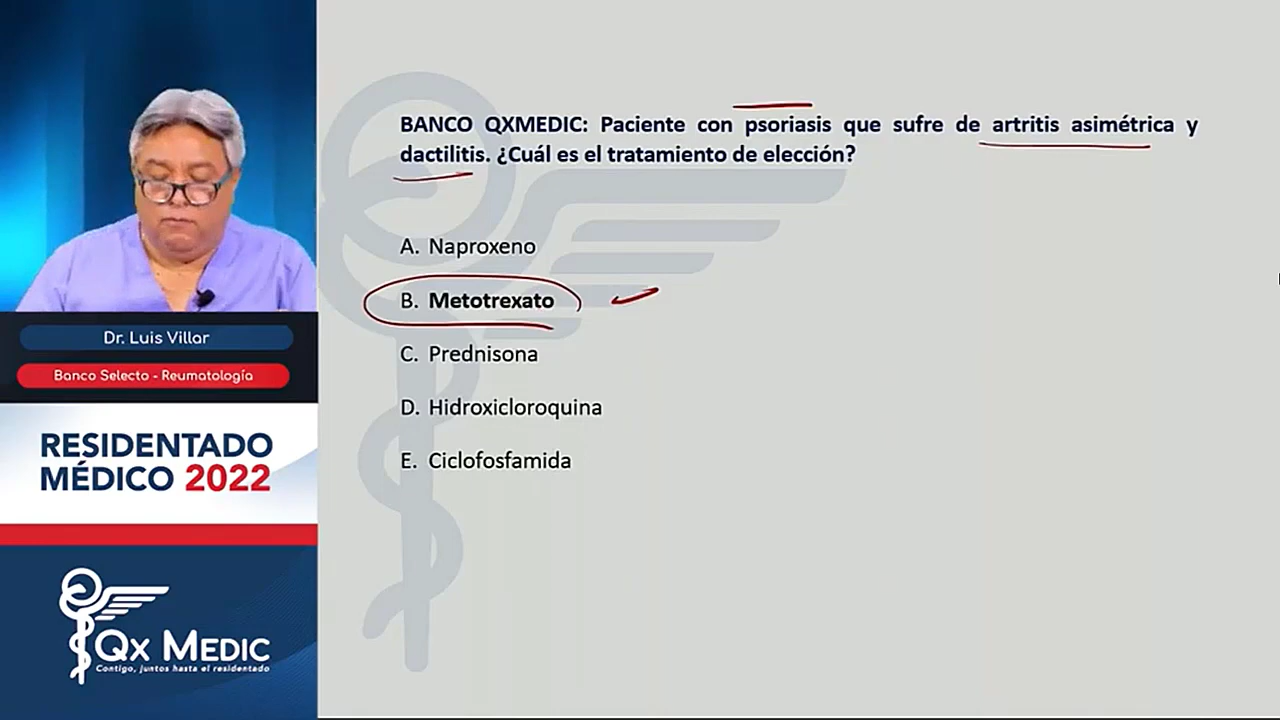 BANCO QXMEDIC: Paciente con psoriasis que sufre de artritis asimétrica y
dactilitis. ¿Cuál es el tratamiento de elección?
A. Naproxeno
B. Metotrexato
C. Prednisona
D. Hidroxicloroquina
E. Ciclofosfamida
Dr. Luis Villar
Banco Selecto - Reumatología
RESIDENTADO
MÉDICO 2022
Qx MEDIC
Contigo, juntos hasta el residentado